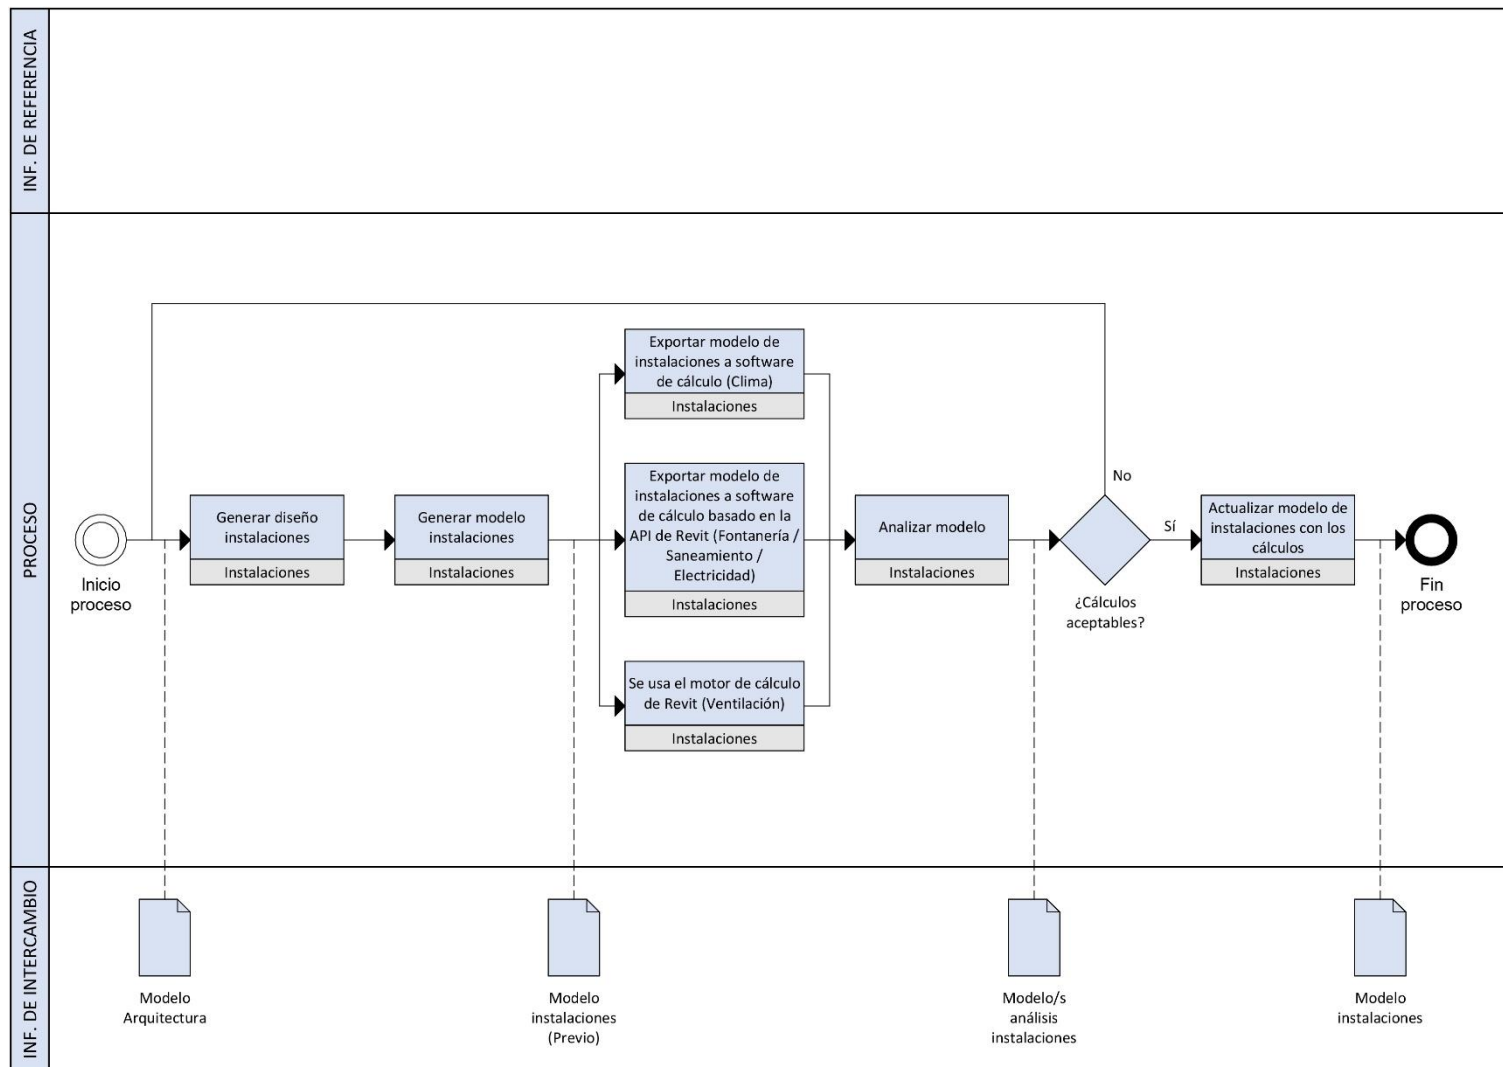 INF. DE REFERENCIA
PROCESO
Inicio
proceso
Generar diseño
instalaciones
Instalaciones
Generar modelo
instalaciones
Instalaciones
Exportar modelo de
instalaciones a software
de cálculo (Clima)
Instalaciones
Exportar modelo de
instalaciones a software
de cálculo basado en la
API de Revit (Fontanería /
Saneamiento /
Electricidad)
Instalaciones
Se usa el motor de cálculo
de Revit (Ventilación)
Instalaciones
Analizar modelo
Instalaciones
No
Sí
¿Cálculos
aceptables?
Actualizar modelo de
instalaciones con los
cálculos
Instalaciones
Fin
proceso
INF. DE INTERCAMBIO
Modelo
Arquitectura
Modelo
instalaciones
(Previo)
Modelo/s
análisis
instalaciones
Modelo
instalaciones